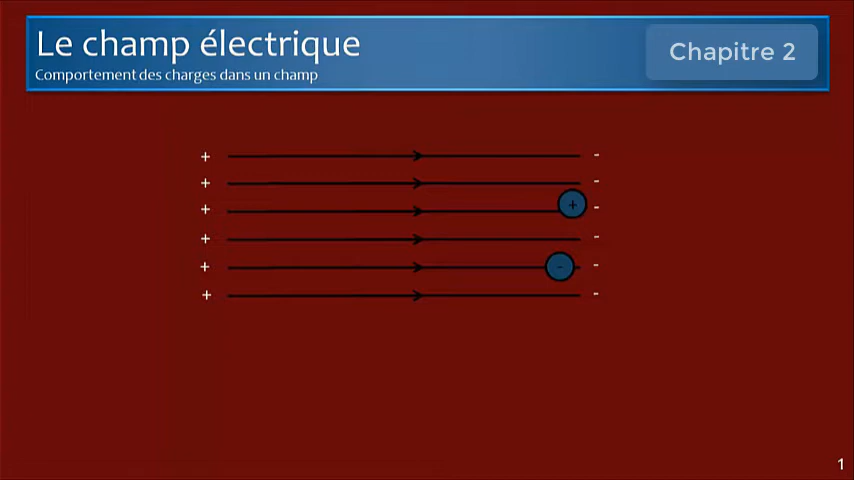 Le champ électrique
Chapitre 2
Comportement des charges dans un champ
+ -
+ -
+ + -
+ -
+ - -
+ -
1